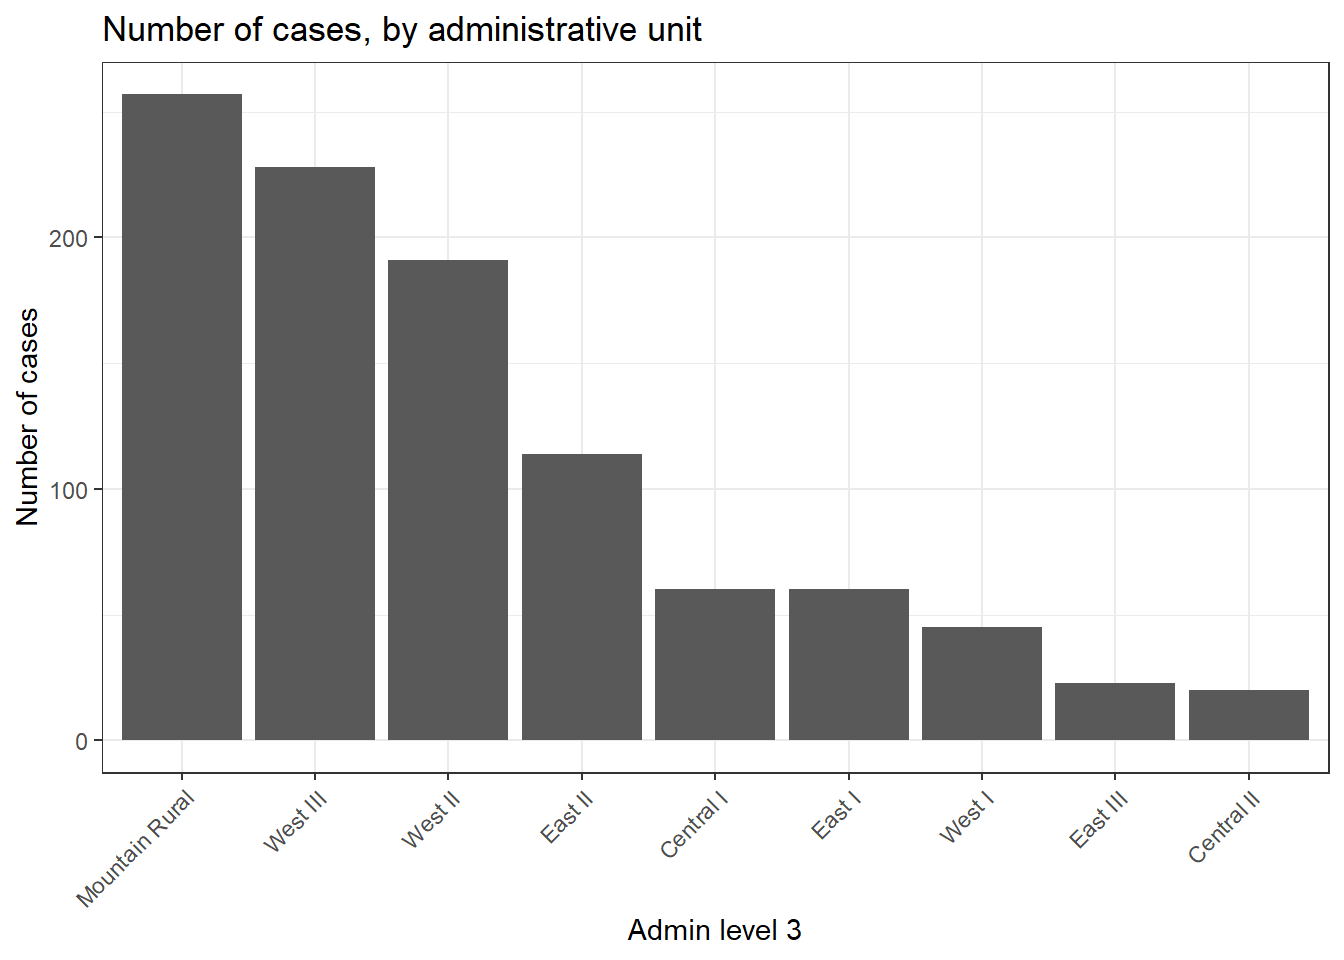 Number of cases, by administrative unit
Number of cases
200
100
0
Mountain Rural
West III
West II
East II
Central I
East I
West I
East III
Central II
Admin level 3